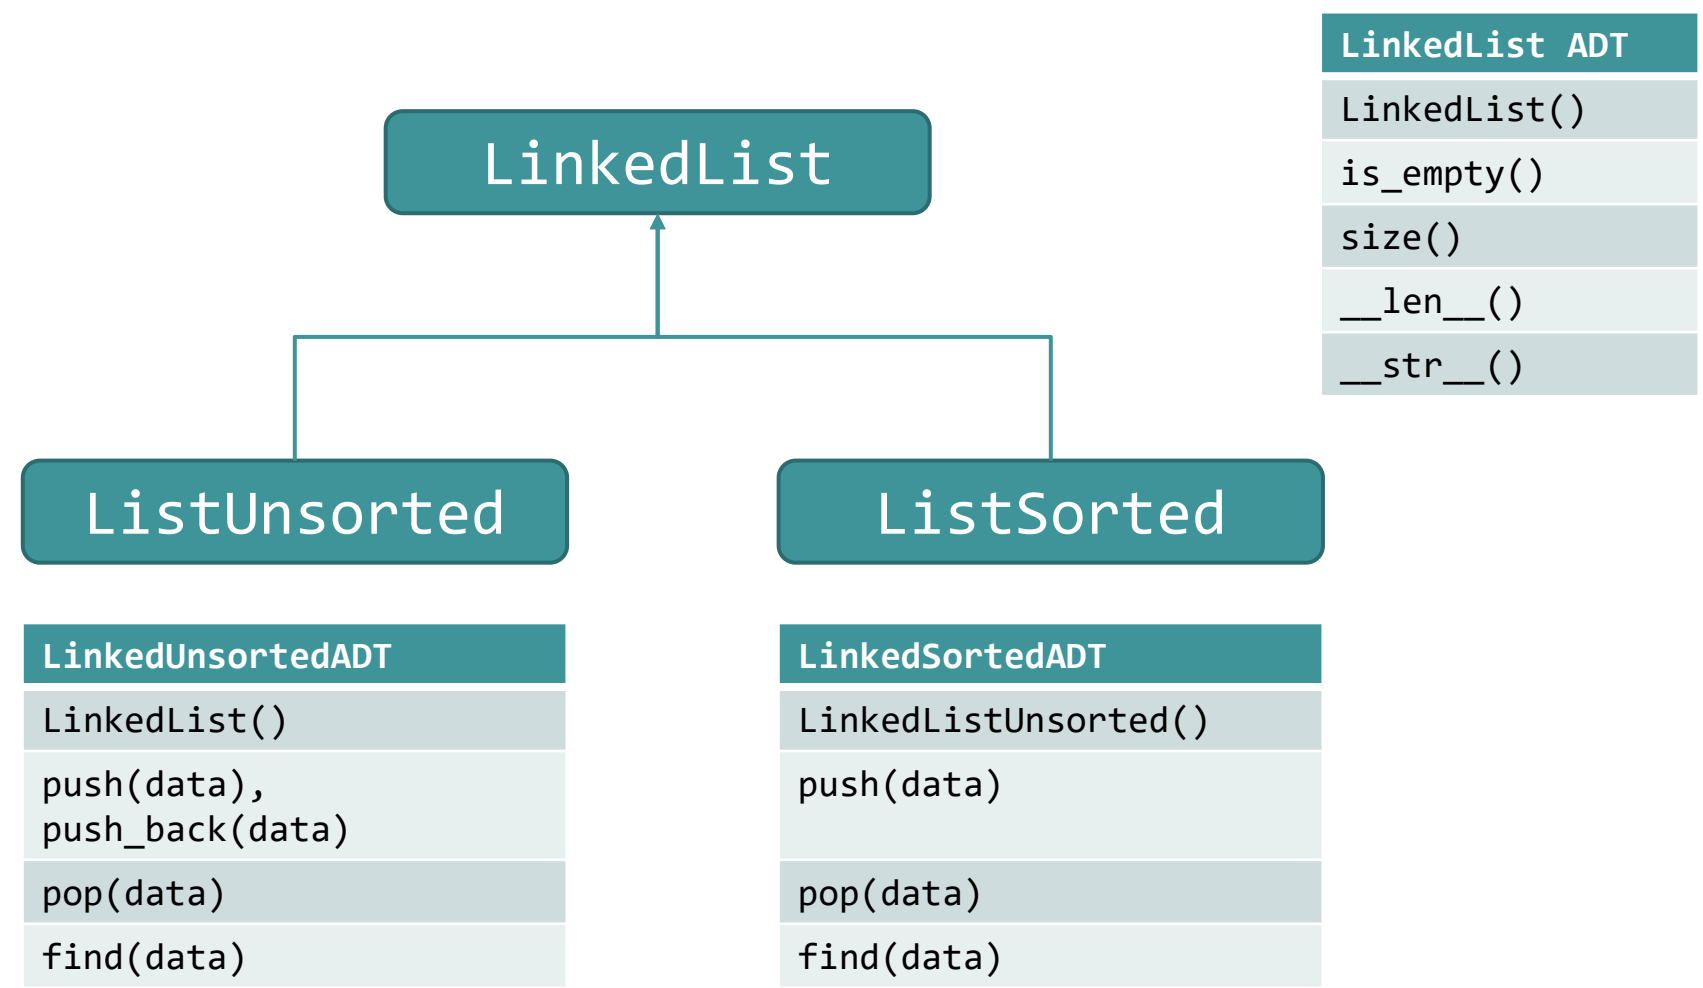 LinkedList
LinkedList ADT
LinkedList()
is_empty()
size()
__len__()
__str__()
ListUnsorted
ListSorted
LinkedUnsortedADT
LinkedList()
push(data),
push_back(data)
pop(data)
find(data)
LinkedSortedADT
LinkedListUnsorted()
push(data)
pop(data)
find(data)